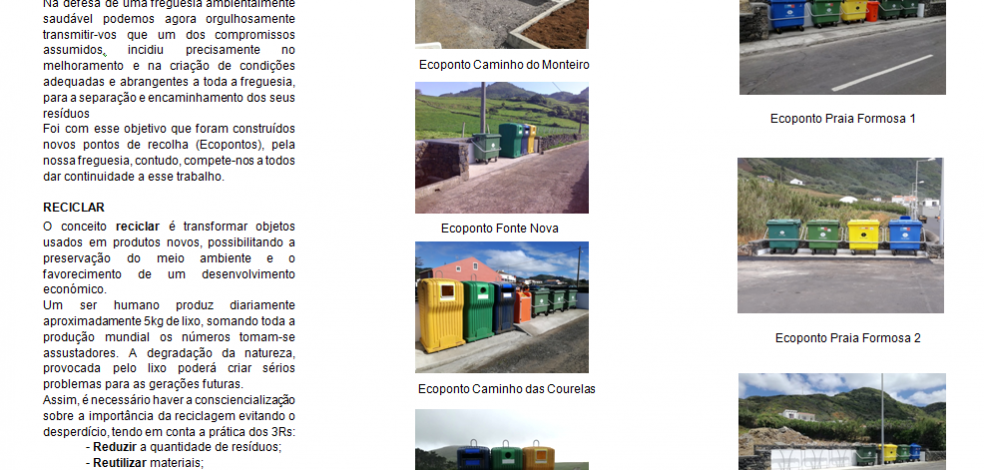 Na defesa de uma freguesia ambientalmente
saudável podemos agora orgulhosamente
transmitir-vos que um dos compromissos
assumidos, incidiu precisamente no
melhoramento e na criação de condições
adequadas e abrangentes a toda a freguesia,
para a separação e encaminhamento dos seus
resíduos
Foi com esse objetivo que foram construídos
novos pontos de recolha (Ecopontos), pela
nossa freguesia, contudo, compete-nos a todos
dar continuidade a esse trabalho.
RECICLAR
O conceito reciclar é transformar objetos
usados em produtos novos, possibilitando a
preservação do meio ambiente e o
favorecimento de um desenvolvimento
económico.
Um ser humano produz diariamente
aproximadamente 5kg de lixo, somando toda a
produção mundial os números tornam-se
assustadores. A degradação da natureza,
provocada pelo lixo poderá criar sérios
problemas para as gerações futuras.
Assim, é necessário haver a consciencialização
sobre a importância da reciclagem evitando o
desperdício, tendo em conta a prática dos 3Rs:
- Reduzir a quantidade de resíduos;
- Reutilizar materiais;
Ecoponto Caminho do Monteiro
Ecoponto Fonte Nova
Ecoponto Caminho das Courelas
Ecoponto Praia Formosa 1
Ecoponto Praia Formosa 2